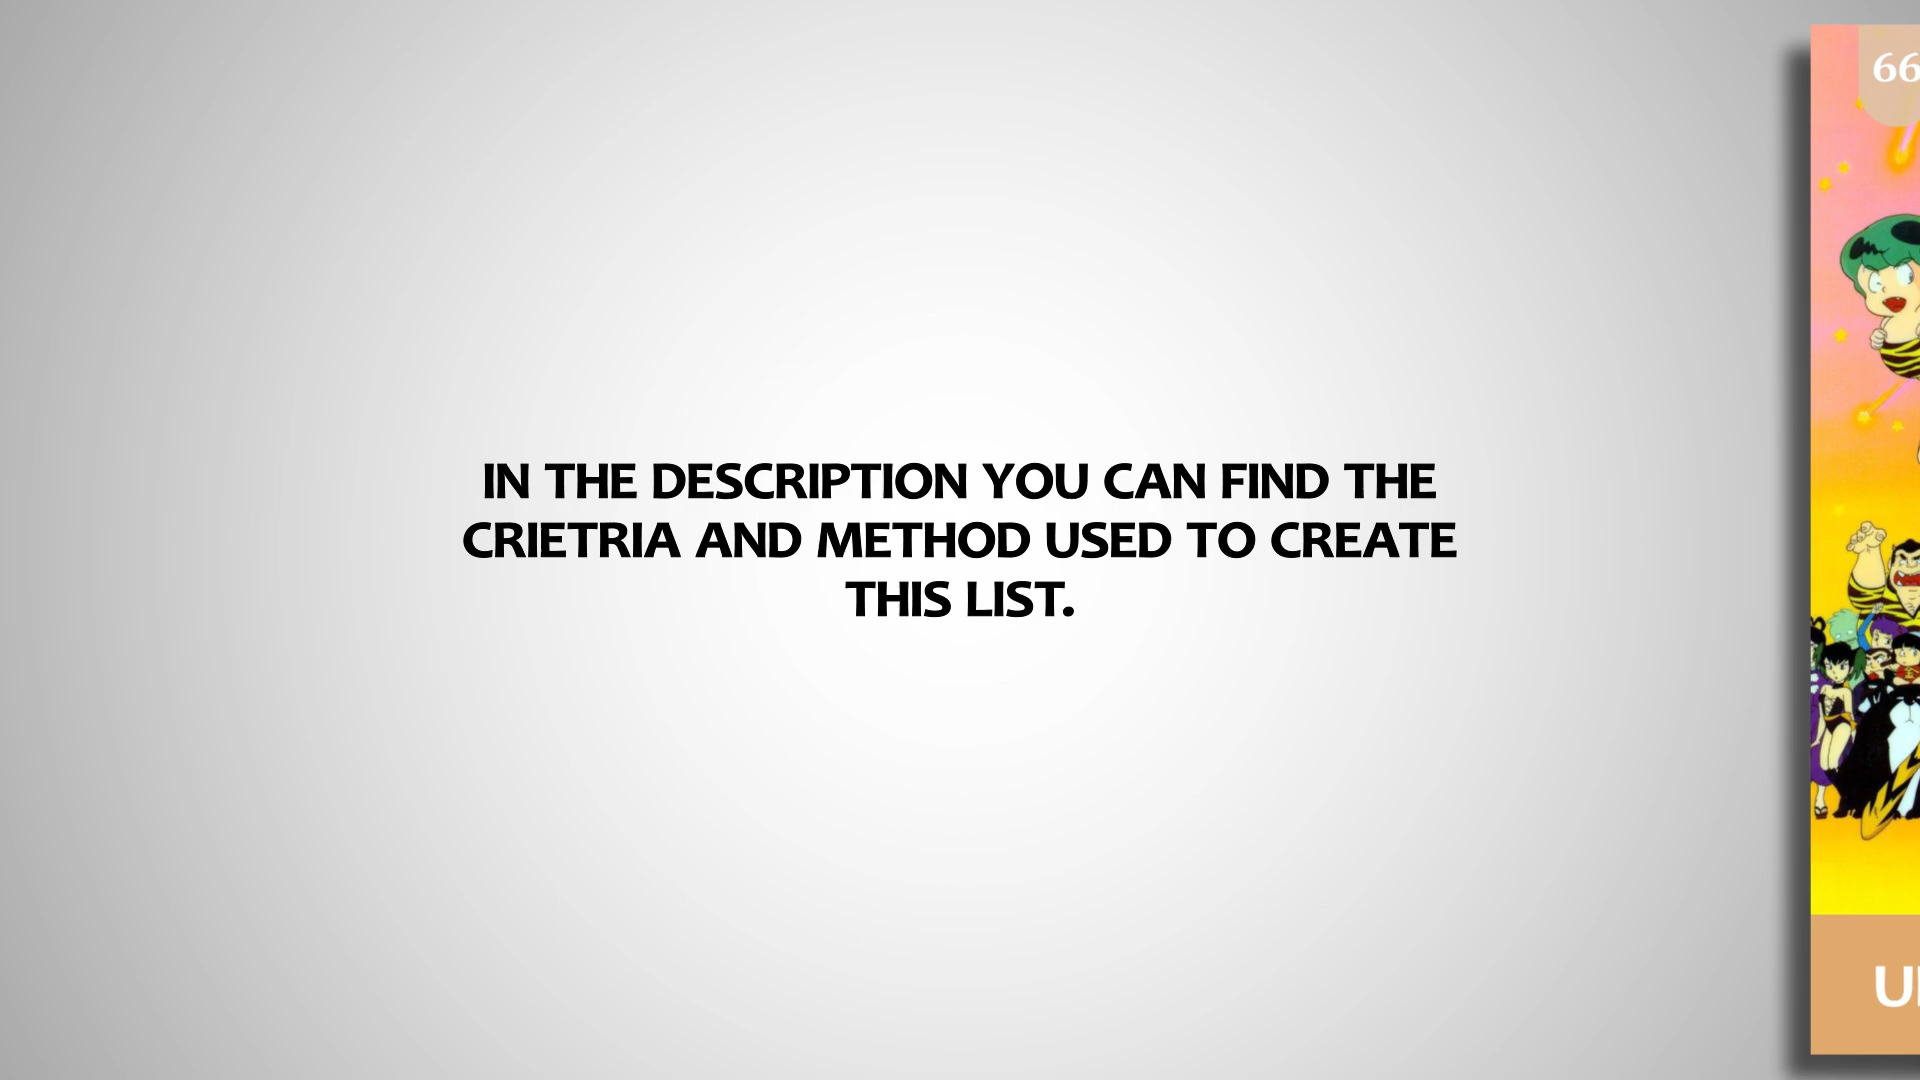 IN THE DESCRIPTION YOU CAN FIND THE
CRIETRIA AND METHOD USED TO CREATE
THIS LIST.
66